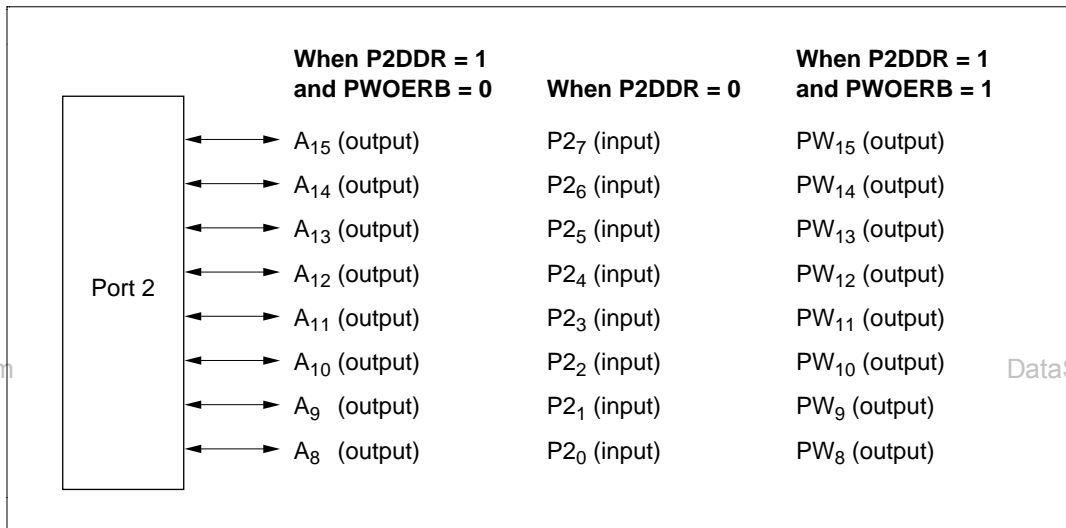 When P2DDR = 1 and PWOERB = 0
When P2DDR = 0
When P2DDR = 1 and PWOERB = 1
Port 2
A15 (output) P27 (input) PW15 (output)
A14 (output) P26 (input) PW14 (output)
A13 (output) P25 (input) PW13 (output)
A12 (output) P24 (input) PW12 (output)
A11 (output) P23 (input) PW11 (output)
A10 (output) P22 (input) PW10 (output)
A9 (output) P21 (input) PW9 (output)
A8 (output) P20 (input) PW8 (output)